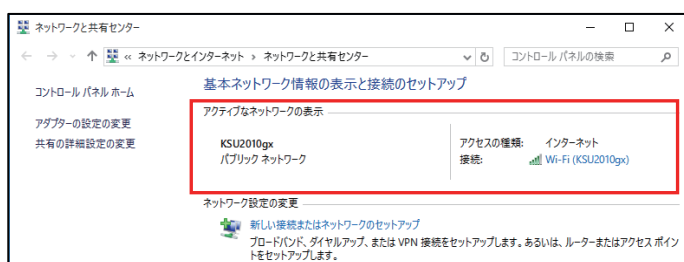 ネットワークと共有センター
« ネットワークとインターネット › ネットワークと共有センター
コントロール パネルの検索
コントロール パネル ホーム
アダプターの設定の変更
共有の詳細設定の変更
基本ネットワーク情報の表示と接続のセットアップ
アクティブなネットワークの表示
KSU2010gx
パブリック ネットワーク
アクセスの種類: インターネット
接続: Wi-Fi (KSU2010gx)
ネットワーク設定の変更
新しい接続またはネットワークのセットアップ
ブロードバンド、ダイヤルアップ、または VPN 接続をセットアップします。あるいは、ルーターまたはアクセス ポイン
トをセットアップします。